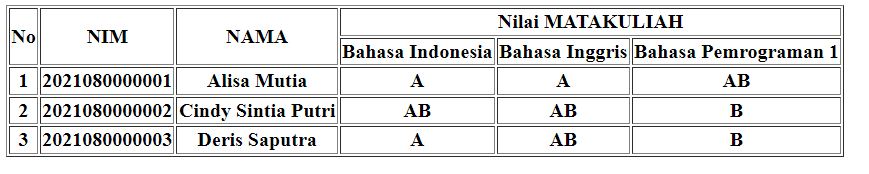 No NIM NAMA Nilai MATAKULIAH
Bahasa Indonesia Bahasa Inggris Bahasa Pemrograman 1
1 2021080000001 Alisa Mutia A A AB
2 2021080000002 Cindy Sintia Putri AB AB B
3 2021080000003 Deris Saputra A AB B